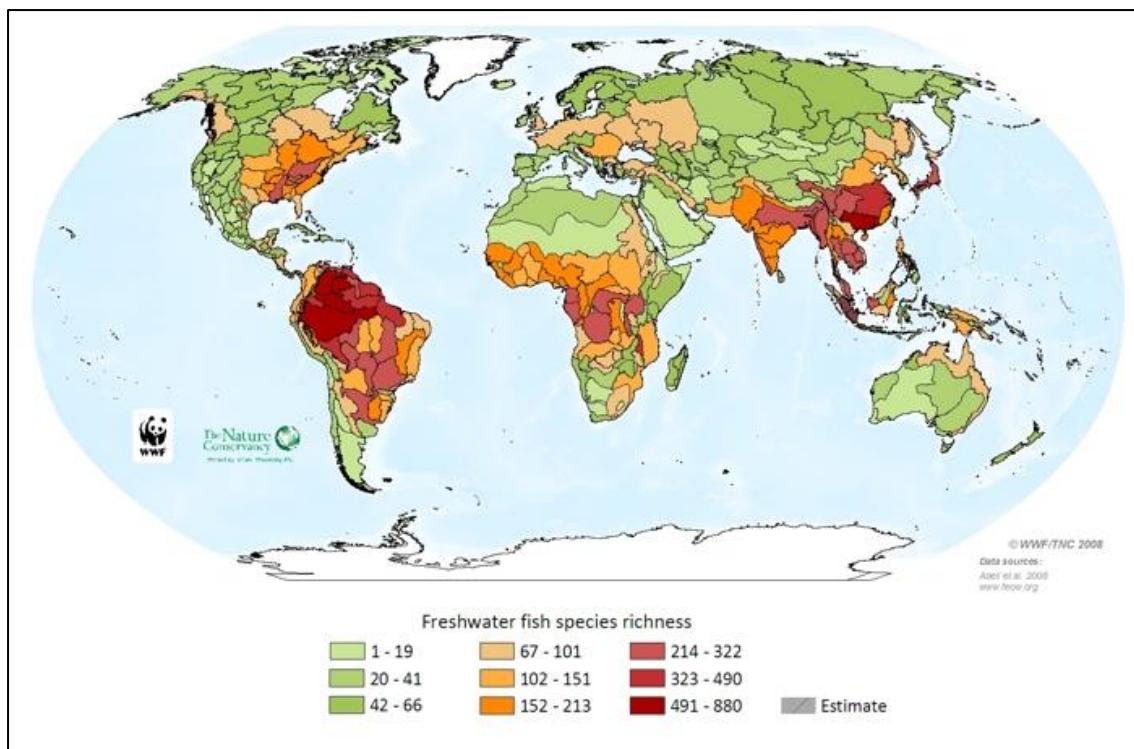 WWF
The Nature
Conservancy
© WWF/TNC 2008
Data sources:
Abell et al. 2008
www.feow.org
Freshwater fish species richness
1 - 19
67 - 101
214 - 322
20 - 41
102 - 151
323 - 490
42 - 66
152 - 213
491 - 880
Estimate